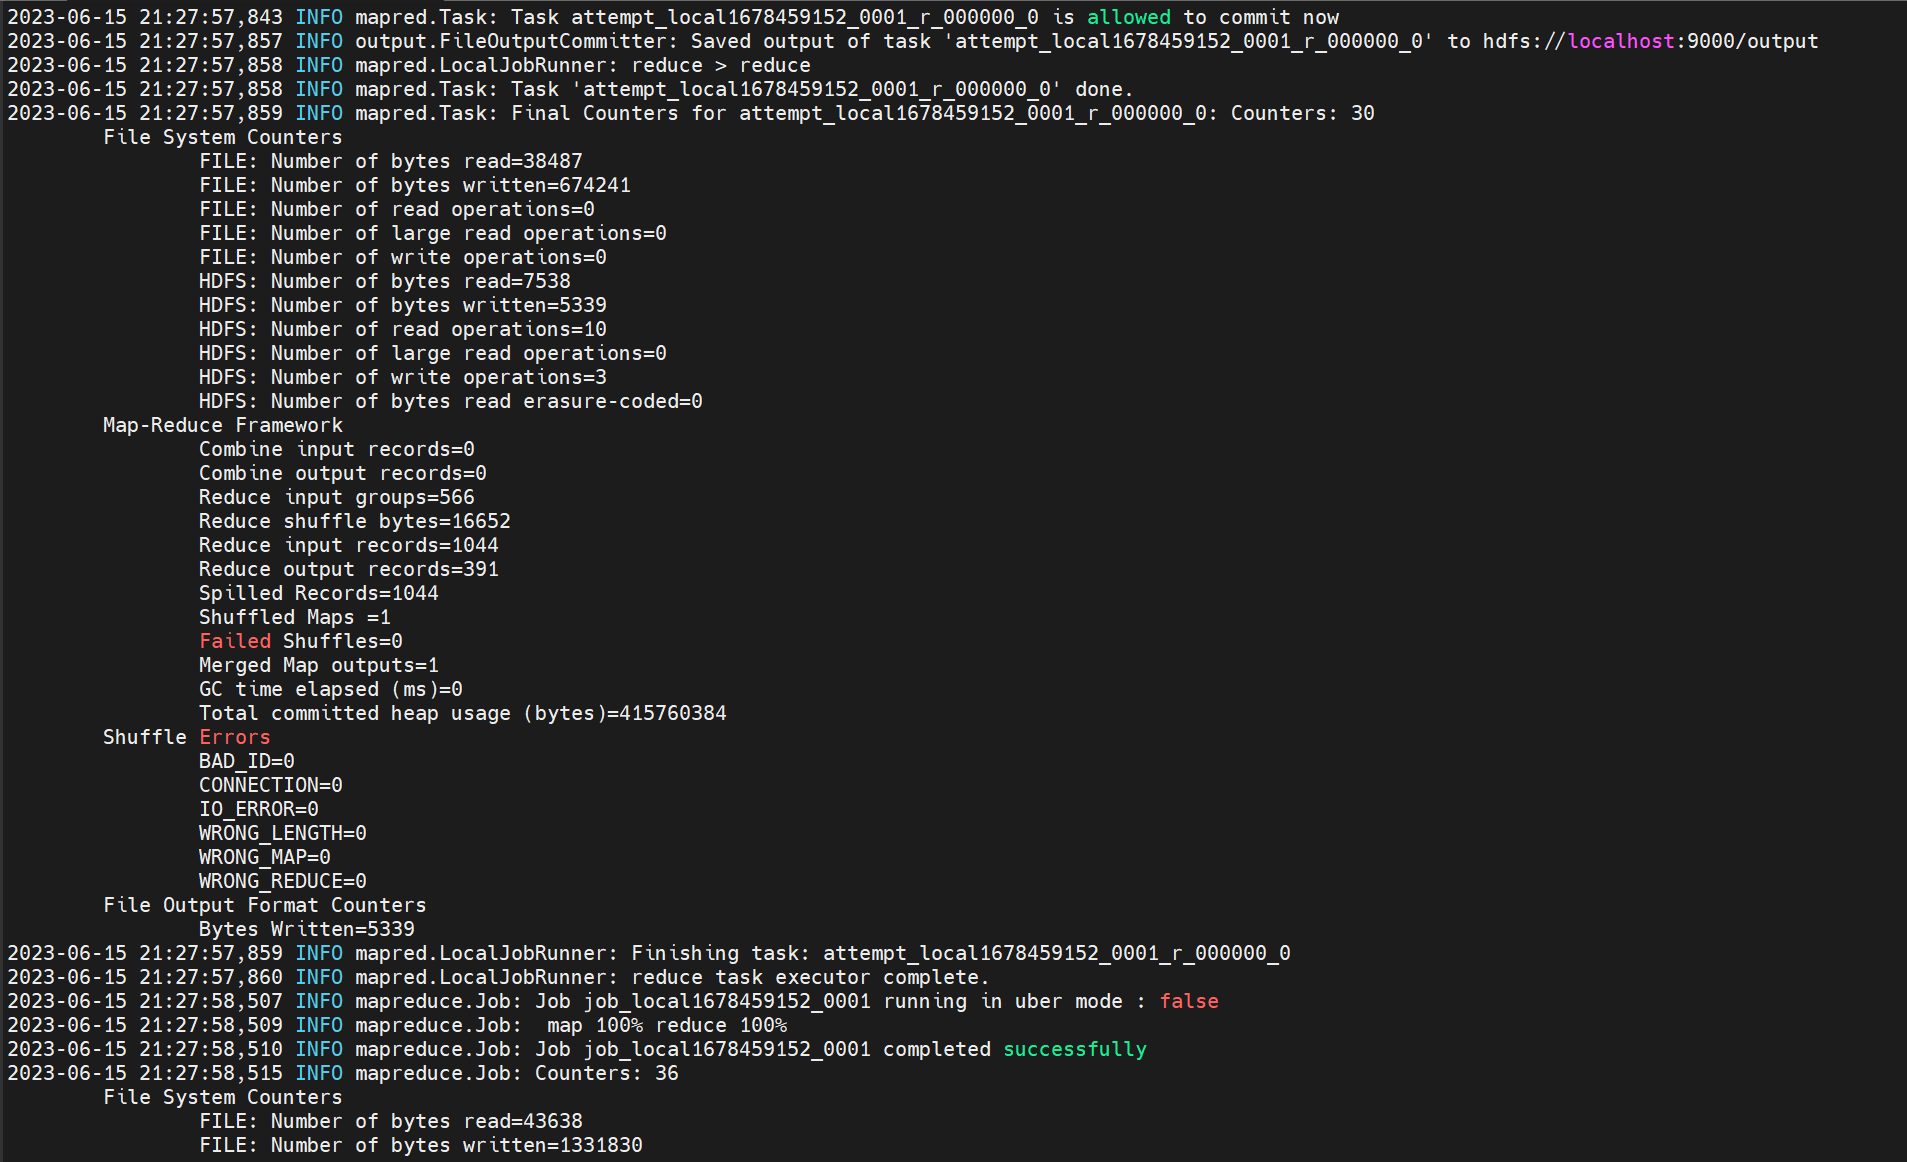 2023-06-15 21:27:57,843 INFO mapred.Task: Task attempt_local1678459152_0001_r_000000_0 is allowed to commit now
2023-06-15 21:27:57,857 INFO output.FileOutputCommitter: Saved output of task 'attempt_local1678459152_0001_r_000000_0' to hdfs://localhost:9000/output
2023-06-15 21:27:57,858 INFO mapred.LocalJobRunner: reduce > reduce
2023-06-15 21:27:57,858 INFO mapred.Task: Task 'attempt_local1678459152_0001_r_000000_0' done.
2023-06-15 21:27:57,859 INFO mapred.Task: Final Counters for attempt_local1678459152_0001_r_000000_0: Counters: 30
File System Counters
FILE: Number of bytes read=38487
FILE: Number of bytes written=674241
FILE: Number of read operations=0
FILE: Number of large read operations=0
FILE: Number of write operations=0
HDFS: Number of bytes read=7538
HDFS: Number of bytes written=5339
HDFS: Number of read operations=10
HDFS: Number of large read operations=0
HDFS: Number of write operations=3
HDFS: Number of bytes read erasure-coded=0
Map-Reduce Framework
Combine input records=0
Combine output records=0
Reduce input groups=566
Reduce shuffle bytes=16652
Reduce input records=1044
Reduce output records=391
Spilled Records=1044
Shuffled Maps =1
Failed Shuffles=0
Merged Map outputs=1
GC time elapsed (ms)=0
Total committed heap usage (bytes)=415760384
Shuffle Errors
BAD_ID=0
CONNECTION=0
IO_ERROR=0
WRONG_LENGTH=0
WRONG_MAP=0
WRONG_REDUCE=0
File Output Format Counters
Bytes Written=5339
2023-06-15 21:27:57,859 INFO mapred.LocalJobRunner: Finishing task: attempt_local1678459152_0001_r_000000_0
2023-06-15 21:27:57,860 INFO mapred.LocalJobRunner: reduce task executor complete.
2023-06-15 21:27:58,507 INFO mapreduce.Job: Job job_local1678459152_0001 running in uber mode : false
2023-06-15 21:27:58,509 INFO mapreduce.Job:  map 100% reduce 100%
2023-06-15 21:27:58,510 INFO mapreduce.Job: Job job_local1678459152_0001 completed successfully
2023-06-15 21:27:58,515 INFO mapreduce.Job: Counters: 36
File System Counters
FILE: Number of bytes read=43638
FILE: Number of bytes written=1331830